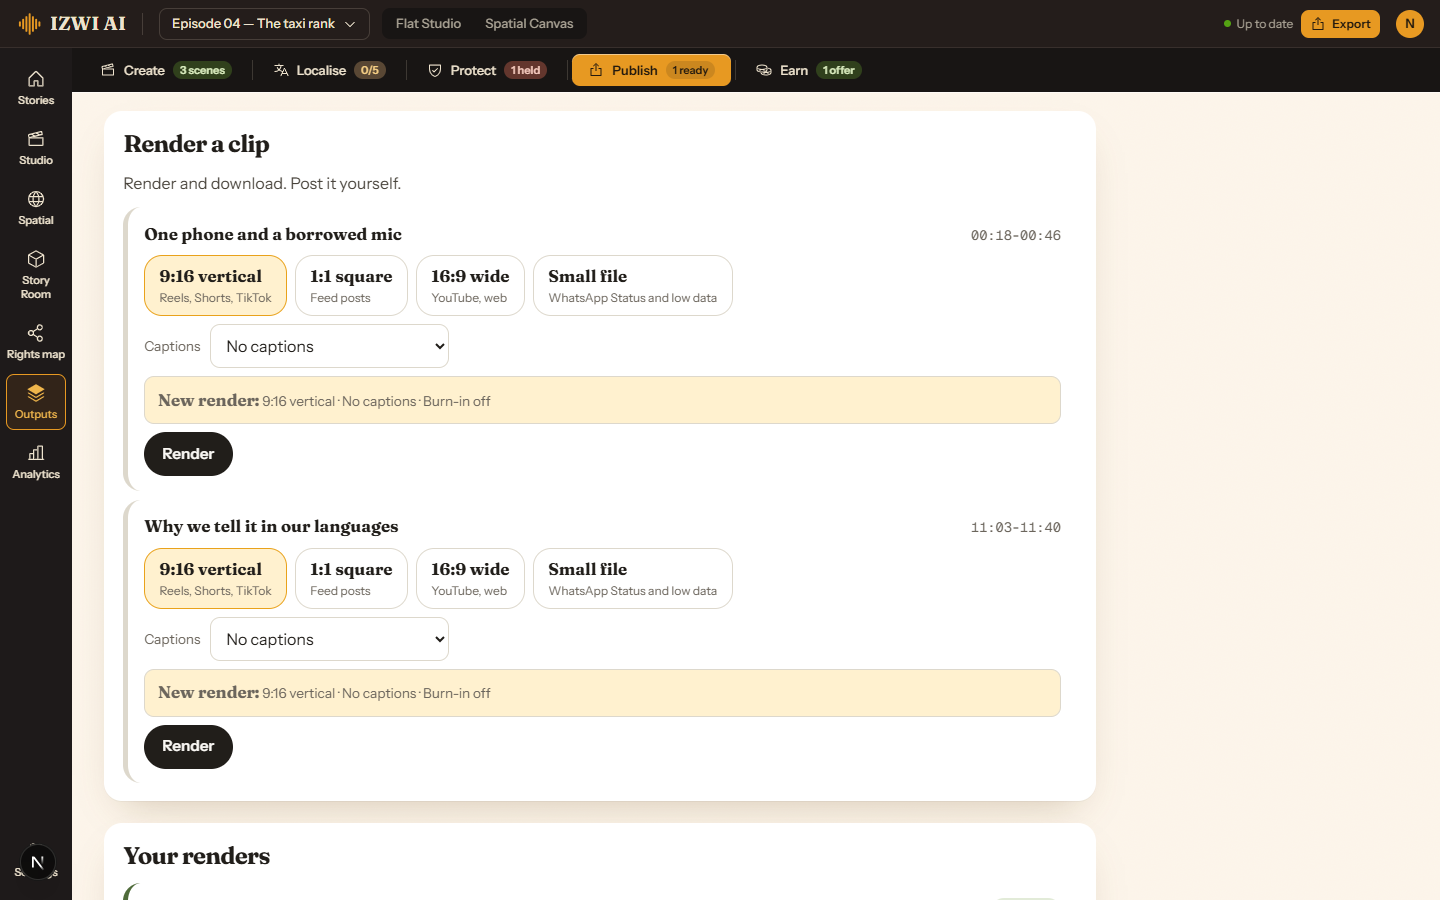 IZWI AI
Episode 04 — The taxi rank
Flat Studio
Spatial Canvas
Up to date
Export
N
Create 3 scenes
Localise 0/5
Protect 1 held
Publish 1 ready
Earn 1 offer
Stories
Studio
Spatial
Story
Room
Rights map
Outputs
Analytics
N
Render a clip
Render and download. Post it yourself.
One phone and a borrowed mic
00:18-00:46
9:16 vertical
Reels, Shorts, TikTok
1:1 square
Feed posts
16:9 wide
YouTube, web
Small file
WhatsApp Status and low data
Captions
No captions
New render: 9:16 vertical · No captions · Burn-in off
Render
Why we tell it in our languages
11:03-11:40
9:16 vertical
Reels, Shorts, TikTok
1:1 square
Feed posts
16:9 wide
YouTube, web
Small file
WhatsApp Status and low data
Captions
No captions
New render: 9:16 vertical · No captions · Burn-in off
Render
Your renders